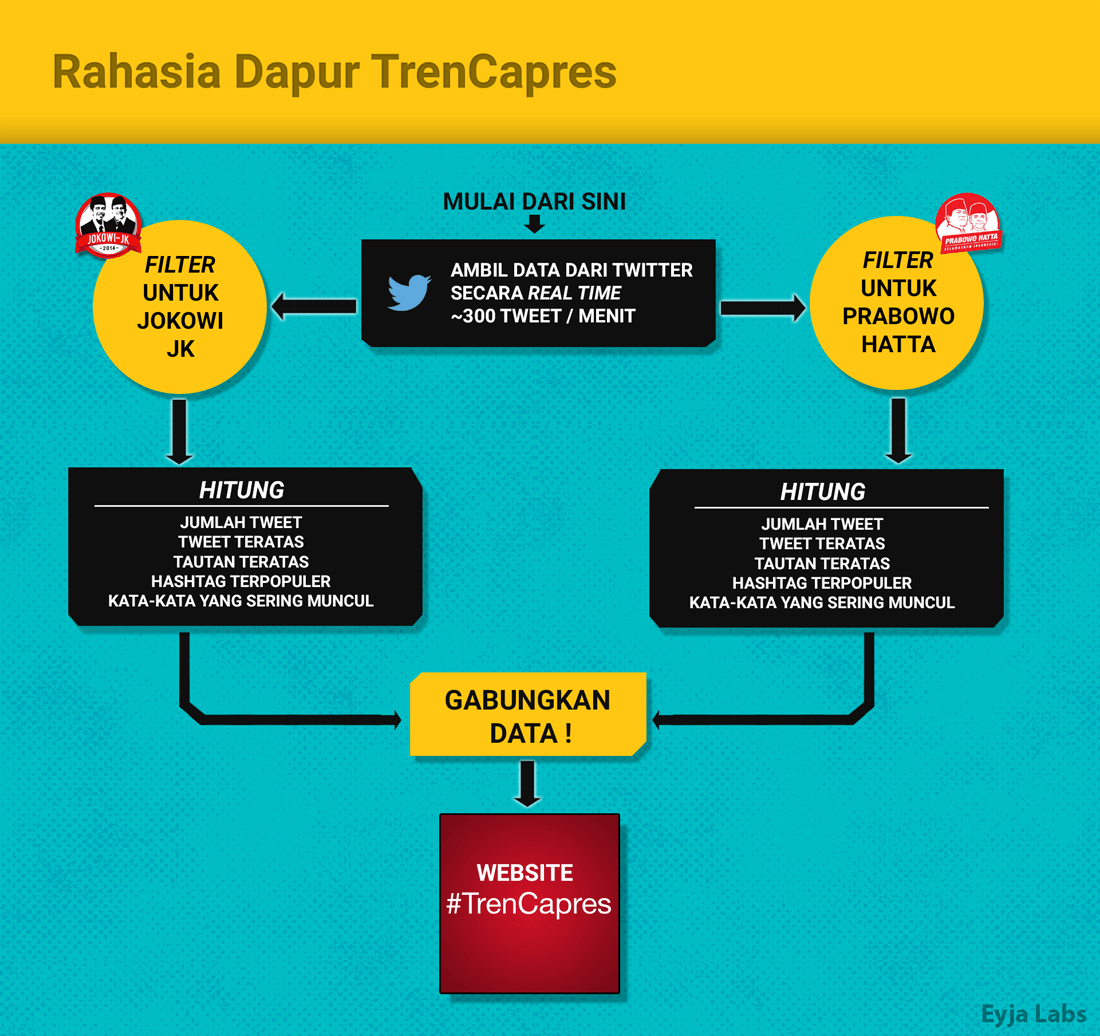 Rahasia Dapur TrenCapres
MULAI DARI SINI
AMBIL DATA DARI TWITTER
SECARA REAL TIME
~300 TWEET / MENIT
JOKOWI-JK
2014
FILTER
UNTUK
JOKOWI
JK
PRABOWO HATTA
SELAMATKAN INDONESIA!
FILTER
UNTUK
PRABOWO
HATTA
HITUNG
JUMLAH TWEET
TWEET TERATAS
TAUTAN TERATAS
HASHTAG TERPOPULER
KATA-KATA YANG SERING MUNCUL
HITUNG
JUMLAH TWEET
TWEET TERATAS
TAUTAN TERATAS
HASHTAG TERPOPULER
KATA-KATA YANG SERING MUNCUL
GABUNGKAN
DATA !
WEBSITE
#TrenCapres
Eyja Labs